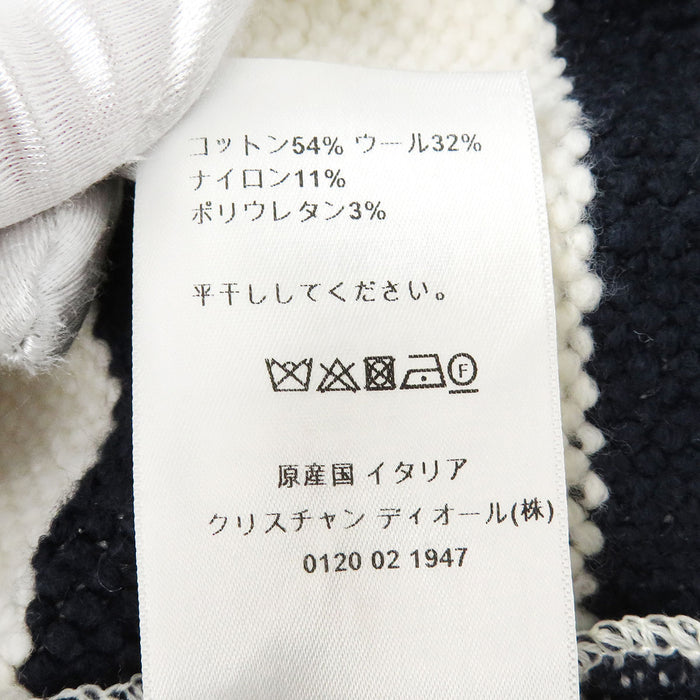 コットン54% ウール32%
ナイロン11%
ポリウレタン3%
平干ししてください。
F
原産国 イタリア
クリスチャン ディオール(株)
0120 02 1947